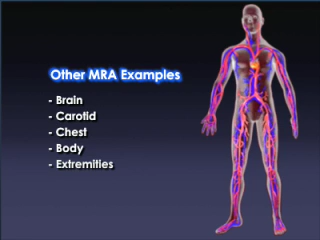 Other MRA Examples
- Brain
- Carotid
- Chest
- Body
- Extremities